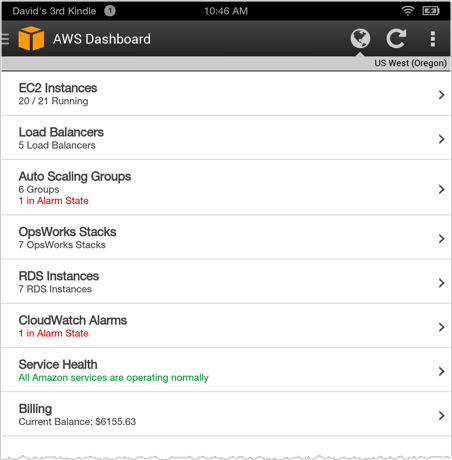 David's 3rd Kindle 1 10:46 AM
AWS Dashboard
US West (Oregon)
EC2 Instances
20 / 21 Running
Load Balancers
5 Load Balancers
Auto Scaling Groups
6 Groups
1 in Alarm State
OpsWorks Stacks
7 OpsWorks Stacks
RDS Instances
7 RDS Instances
CloudWatch Alarms
1 in Alarm State
Service Health
All Amazon services are operating normally
Billing
Current Balance: $6155.63